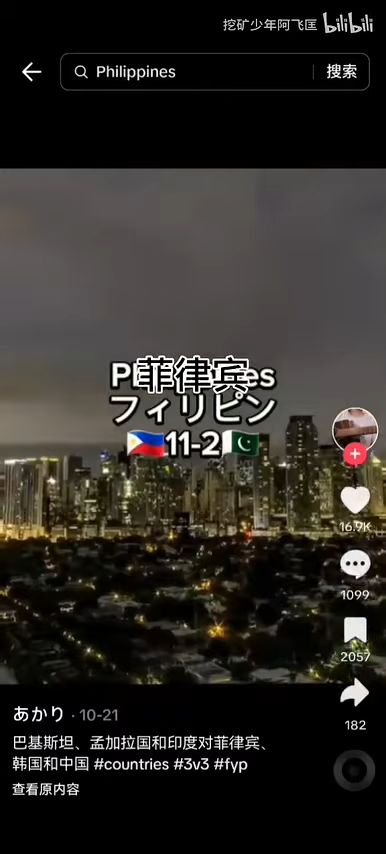 挖矿少年阿飞匡 bilibili
Philippines
搜索
菲律宾
フィリピン
🇵🇭11-2🇵🇰
16.9K
1099
2057
182
あかり · 10-21
巴基斯坦、孟加拉国和印度对菲律宾、
韩国和中国 #countries #3v3 #fyp
查看原内容